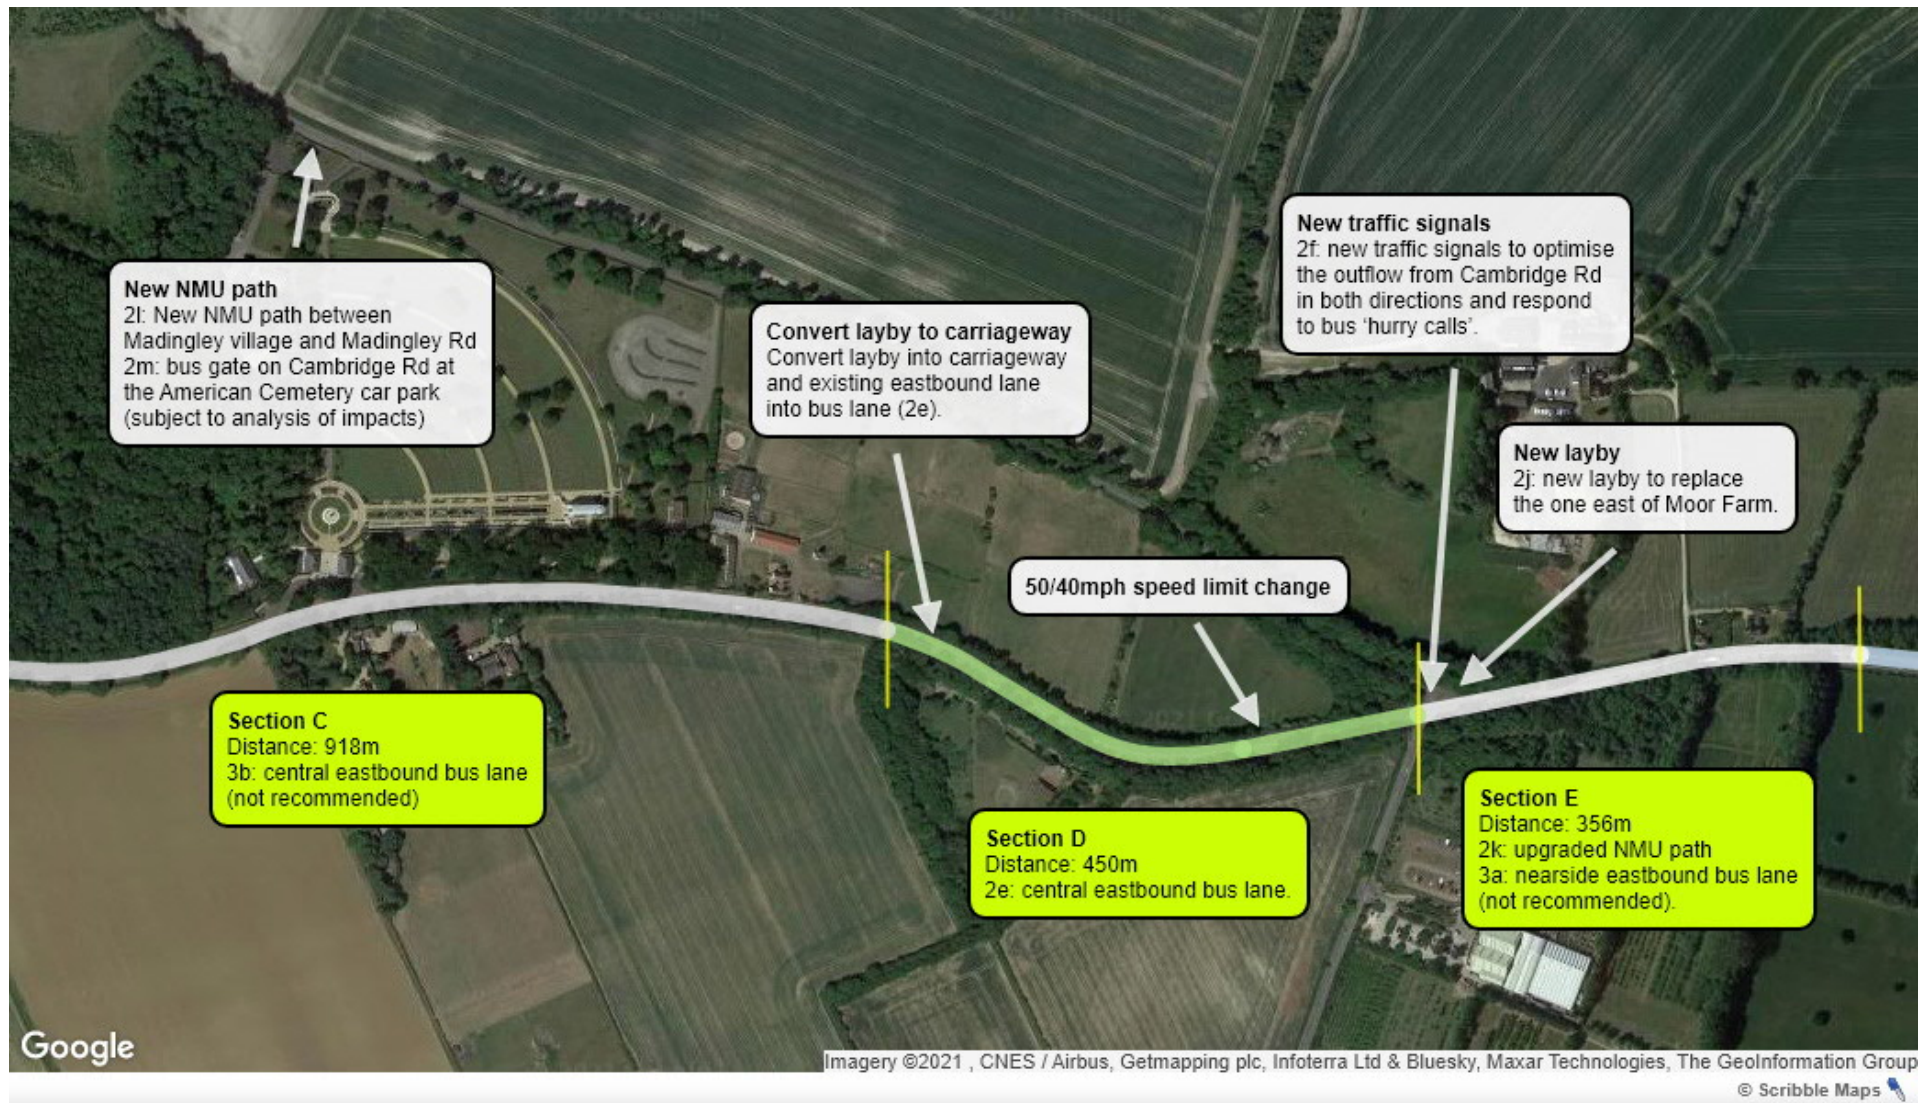 New NMU path
2l: New NMU path between
Madingley village and Madingley Rd
2m: bus gate on Cambridge Rd at
the American Cemetery car park
(subject to analysis of impacts)
Convert layby to carriageway
Convert layby into carriageway
and existing eastbound lane
into bus lane (2e).
New traffic signals
2f: new traffic signals to optimise
the outflow from Cambridge Rd
in both directions and respond
to bus ‘hurry calls’.
New layby
2j: new layby to replace
the one east of Moor Farm.
50/40mph speed limit change
Section C
Distance: 918m
3b: central eastbound bus lane
(not recommended)
Section D
Distance: 450m
2e: central eastbound bus lane.
Section E
Distance: 356m
2k: upgraded NMU path
3a: nearside eastbound bus lane
(not recommended).
Google
Imagery ©2021 , CNES / Airbus, Getmapping plc, Infoterra Ltd & Bluesky, Maxar Technologies, The GeoInformation Group
© Scribble Maps